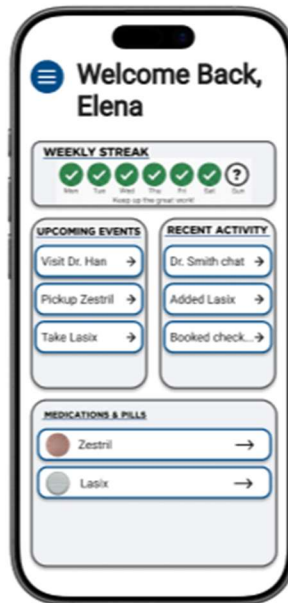 Welcome Back,
Elena
WEEKLY STREAK
?
Mon Tue Wed Thu Fri Sat Sun
Keep up the great work!
UPCOMING EVENTS
Visit Dr. Han
Pickup Zestril
Take Lasix
RECENT ACTIVITY
Dr. Smith chat
Added Lasix
Booked check...
MEDICATIONS & PILLS
Zestril
Lasix